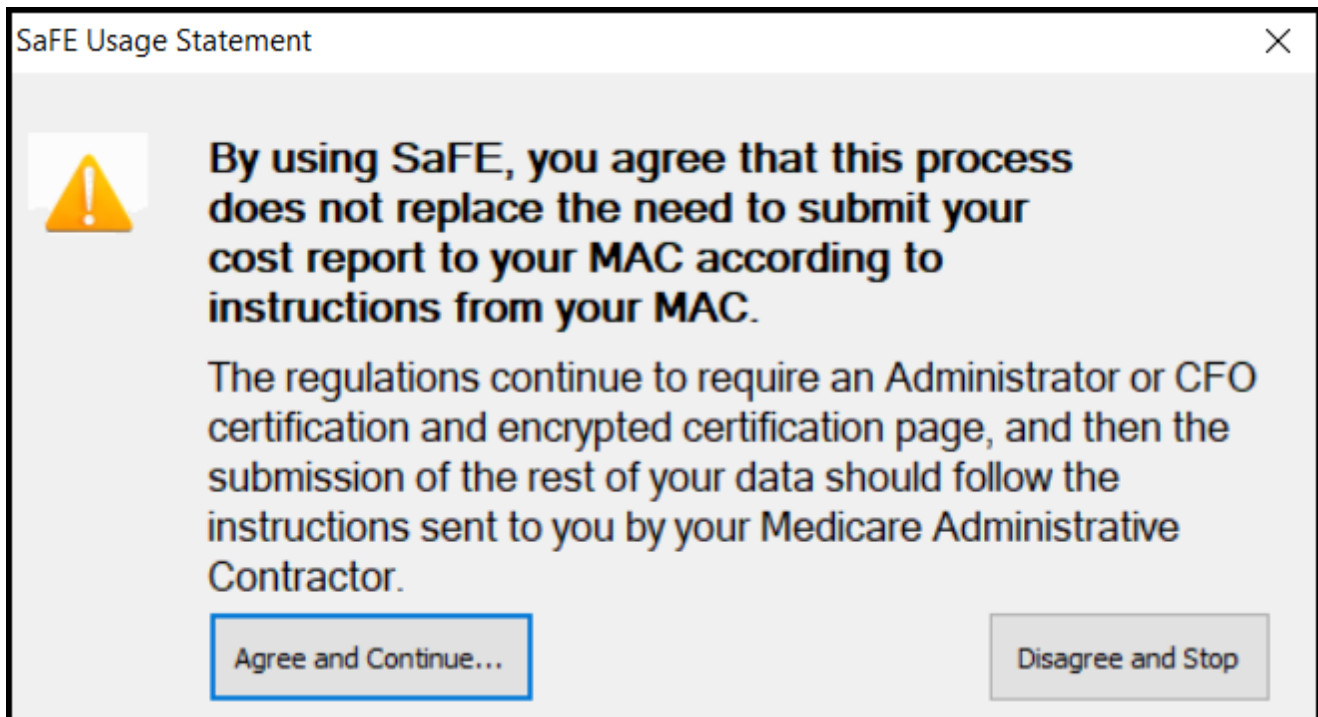 SaFE Usage Statement
By using SaFE, you agree that this process
does not replace the need to submit your
cost report to your MAC according to
instructions from your MAC.
The regulations continue to require an Administrator or CFO
certification and encrypted certification page, and then the
submission of the rest of your data should follow the
instructions sent to you by your Medicare Administrative
Contractor.
Agree and Continue...
Disagree and Stop